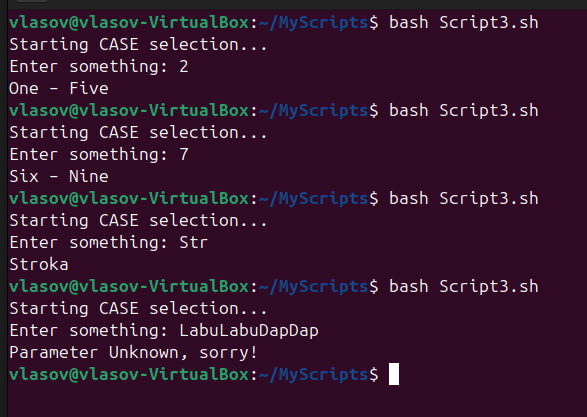 vlasov@vlasov-VirtualBox:~/MyScripts$ bash Script3.sh
Starting CASE selection...
Enter something: 2
One - Five
vlasov@vlasov-VirtualBox:~/MyScripts$ bash Script3.sh
Starting CASE selection...
Enter something: 7
Six - Nine
vlasov@vlasov-VirtualBox:~/MyScripts$ bash Script3.sh
Starting CASE selection...
Enter something: Str
Stroka
vlasov@vlasov-VirtualBox:~/MyScripts$ bash Script3.sh
Starting CASE selection...
Enter something: LabuLabuDapDap
Parameter Unknown, sorry!
vlasov@vlasov-VirtualBox:~/MyScripts$